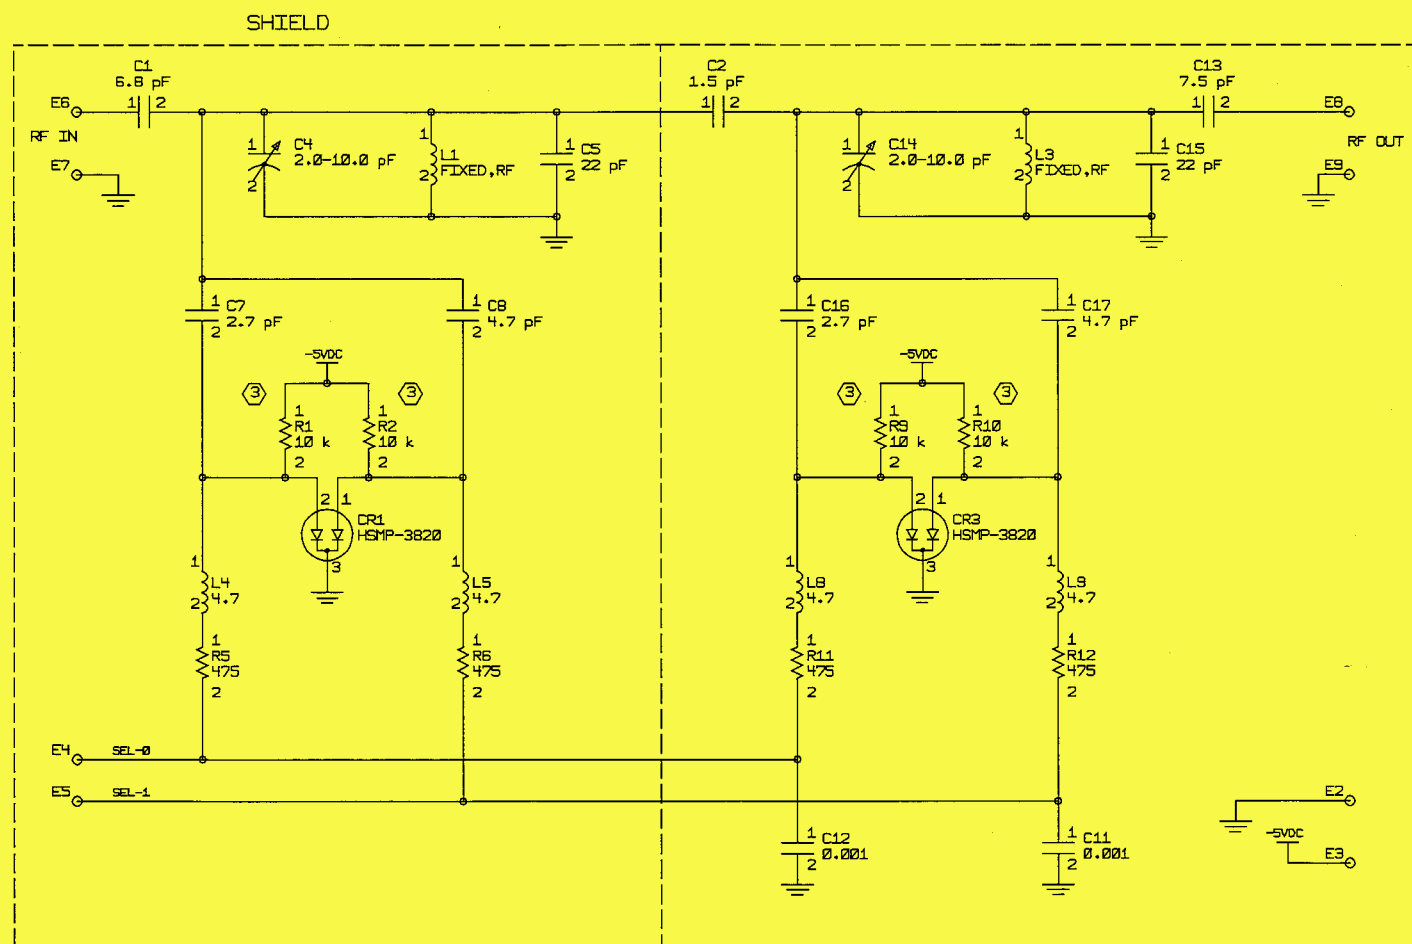 SHIELD
C1
6.8 pF
1 2
E6
RF IN
E7
C2
1.5 pF
1 2
C13
7.5 pF
1 2
E8
RF OUT
E9
1
C4
2.0-10.0 pF
2
1
L1
2 FIXED,RF
1 C5
22 pF
2
1
C14
2.0-10.0 pF
2
1
L3
2 FIXED,RF
1 C15
22 pF
2
1 C7
2.7 pF
2
1 C8
4.7 pF
2
1 C16
2.7 pF
2
1 C17
4.7 pF
2
-5VDC
3
3
1
R1
10 k
2
1
R2
10 k
2
-5VDC
3
3
1
R9
10 k
2
1
R10
10 k
2
2 1
CR1
HSMP-3820
3
2 1
CR3
HSMP-3820
3
1
L4
2 4.7
1
L5
2 4.7
1
L8
2 4.7
1
L9
2 4.7
1
R5
475
2
1
R6
475
2
1
R11
475
2
1
R12
475
2
E4 SEL-0
E5 SEL-1
1 C12
0.001
2
1 C11
0.001
2
E2
-5VDC
E3